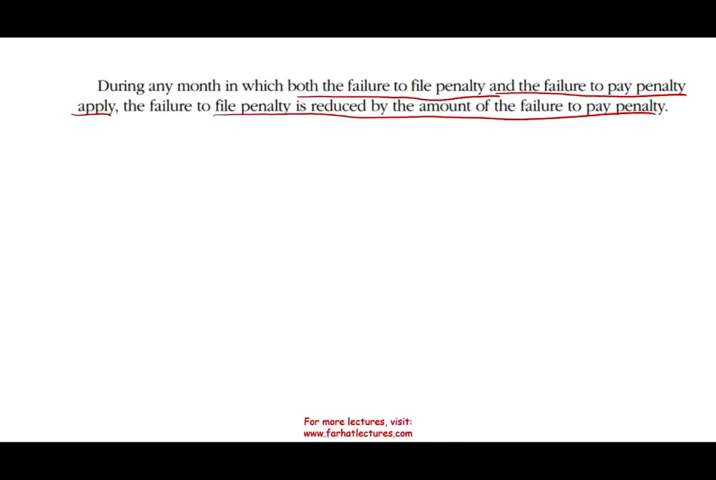 During any month in which both the failure to file penalty and the failure to pay penalty
apply, the failure to file penalty is reduced by the amount of the failure to pay penalty.
For more lectures, visit:
www.farhatlectures.com